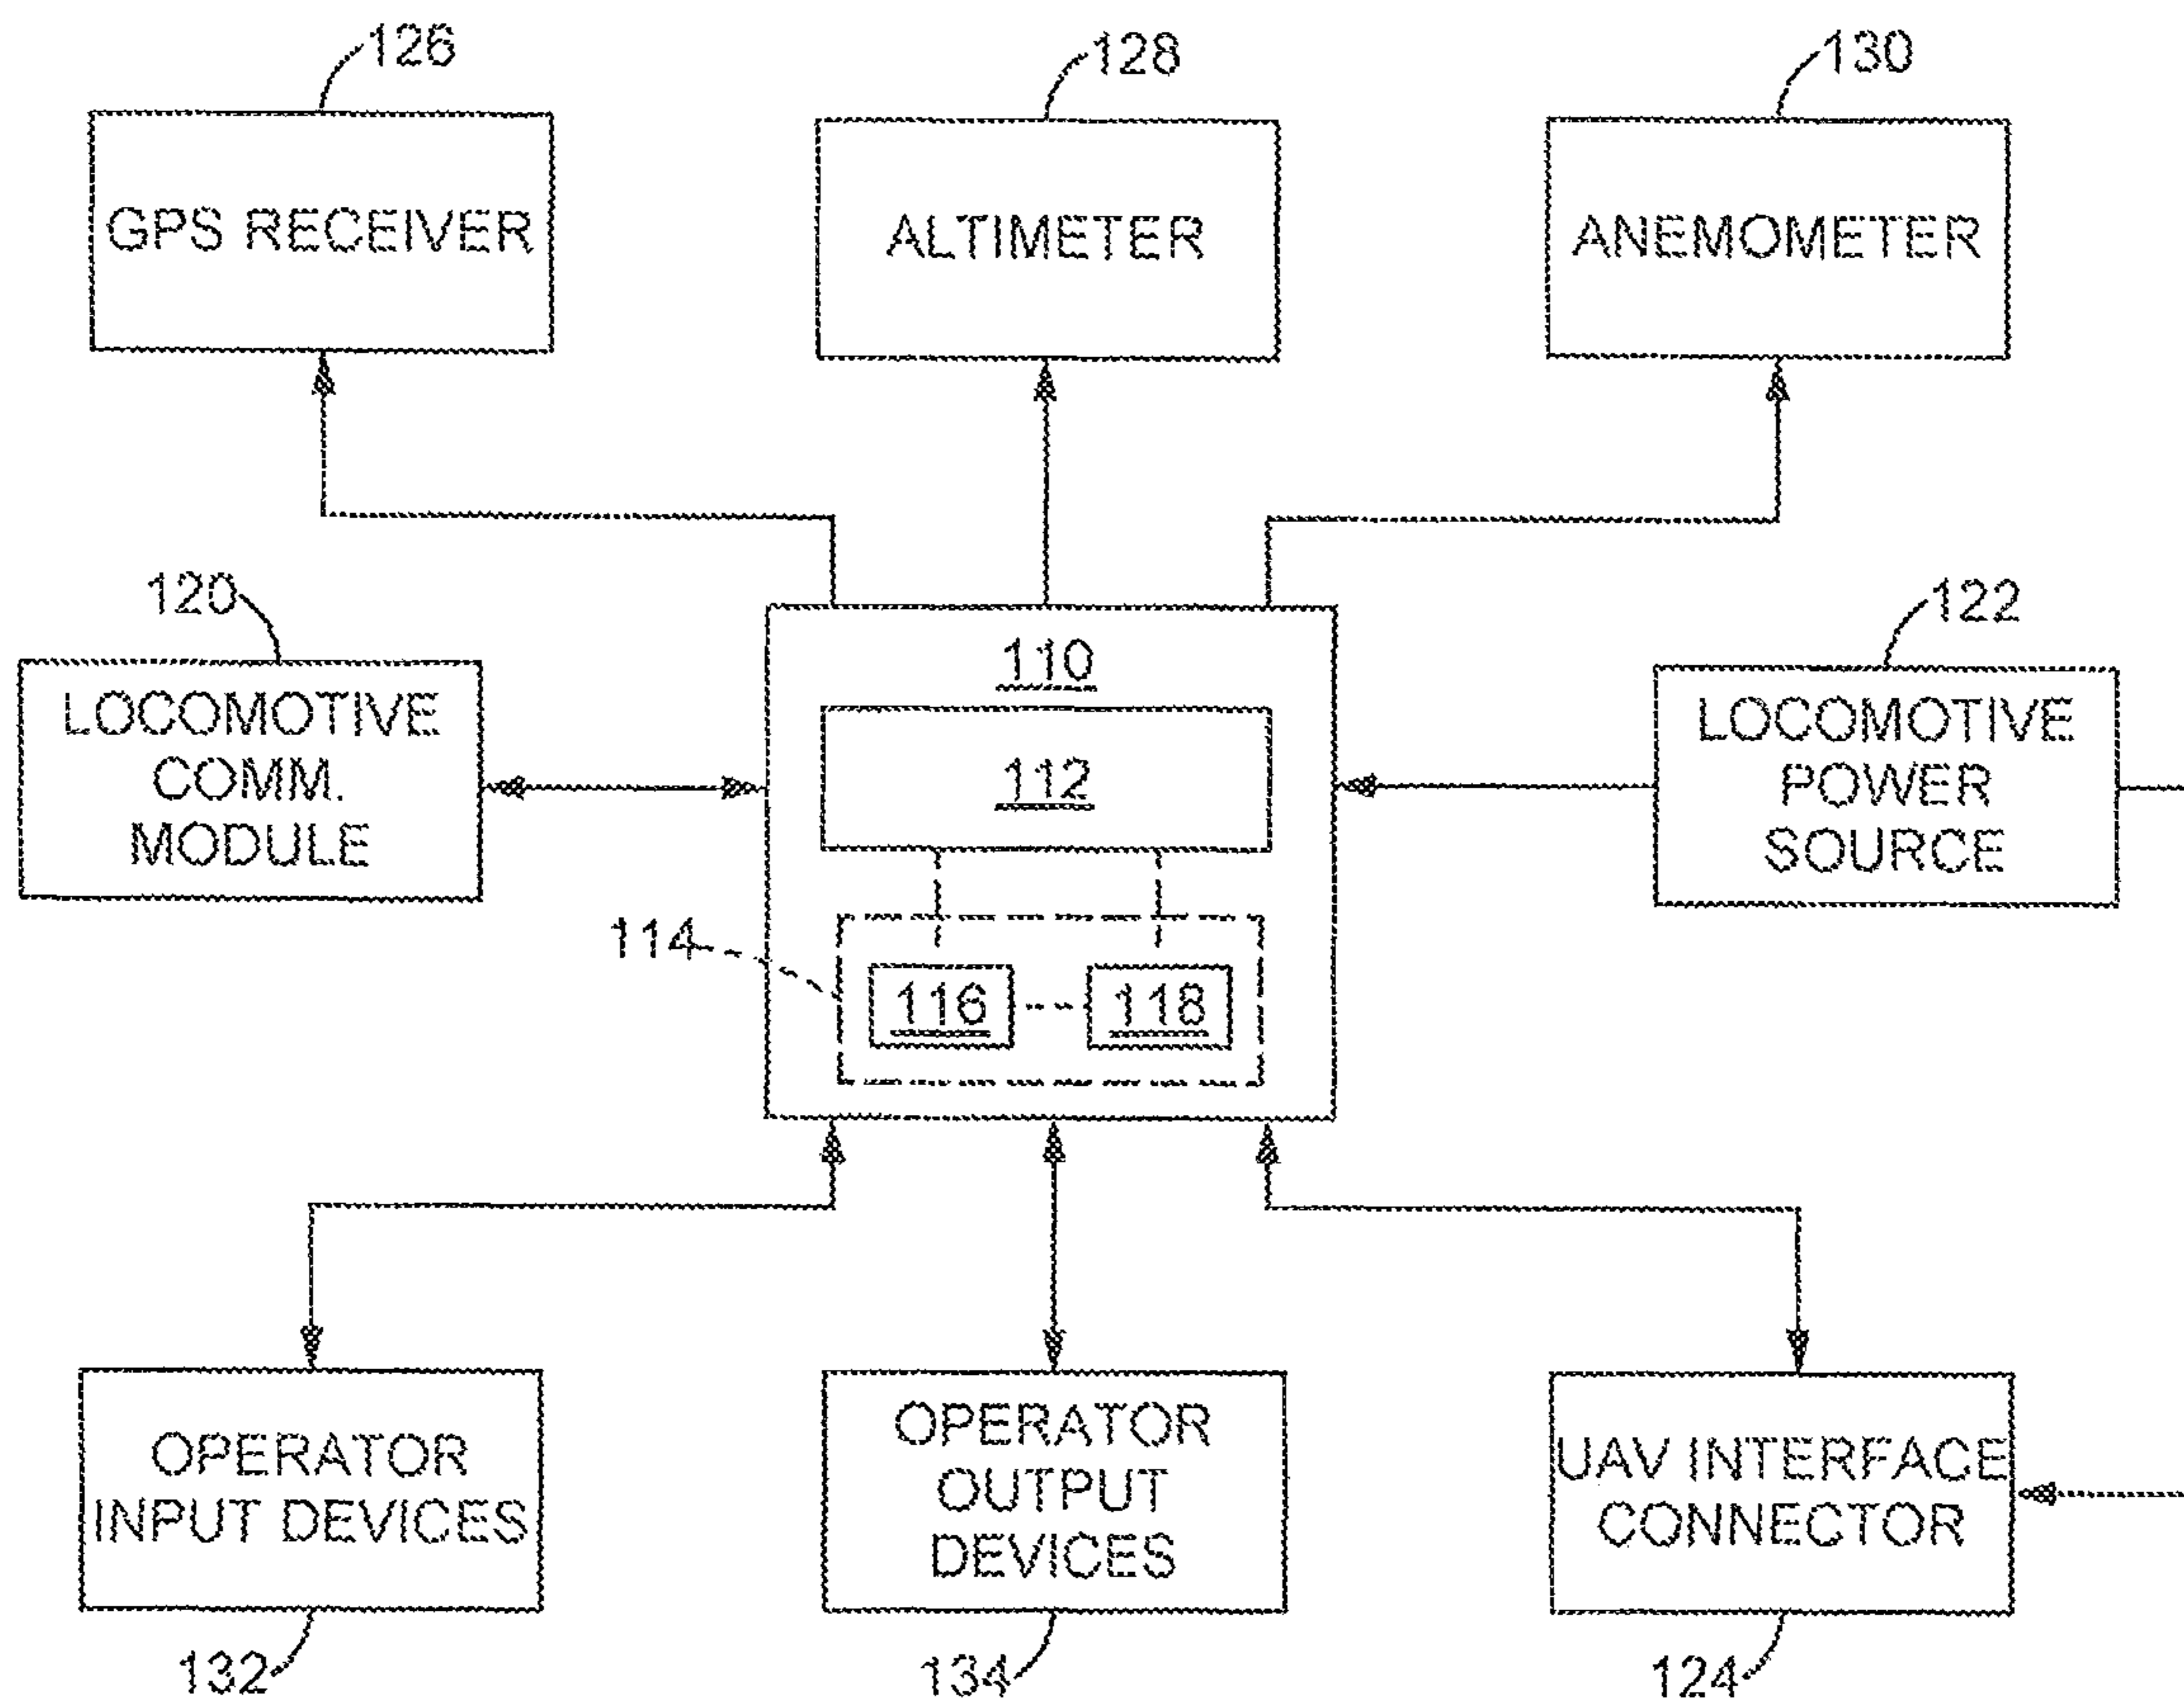 126
128
130
GPS RECEIVER
ALTIMETER
ANEMOMETER
120
122
110
LOCOMOTIVE
COMM.
MODULE
112
LOCOMOTIVE
POWER
SOURCE
114
116
118
OPERATOR
INPUT DEVICES
OPERATOR
OUTPUT
DEVICES
UAV INTERFACE
CONNECTOR
132
134
124